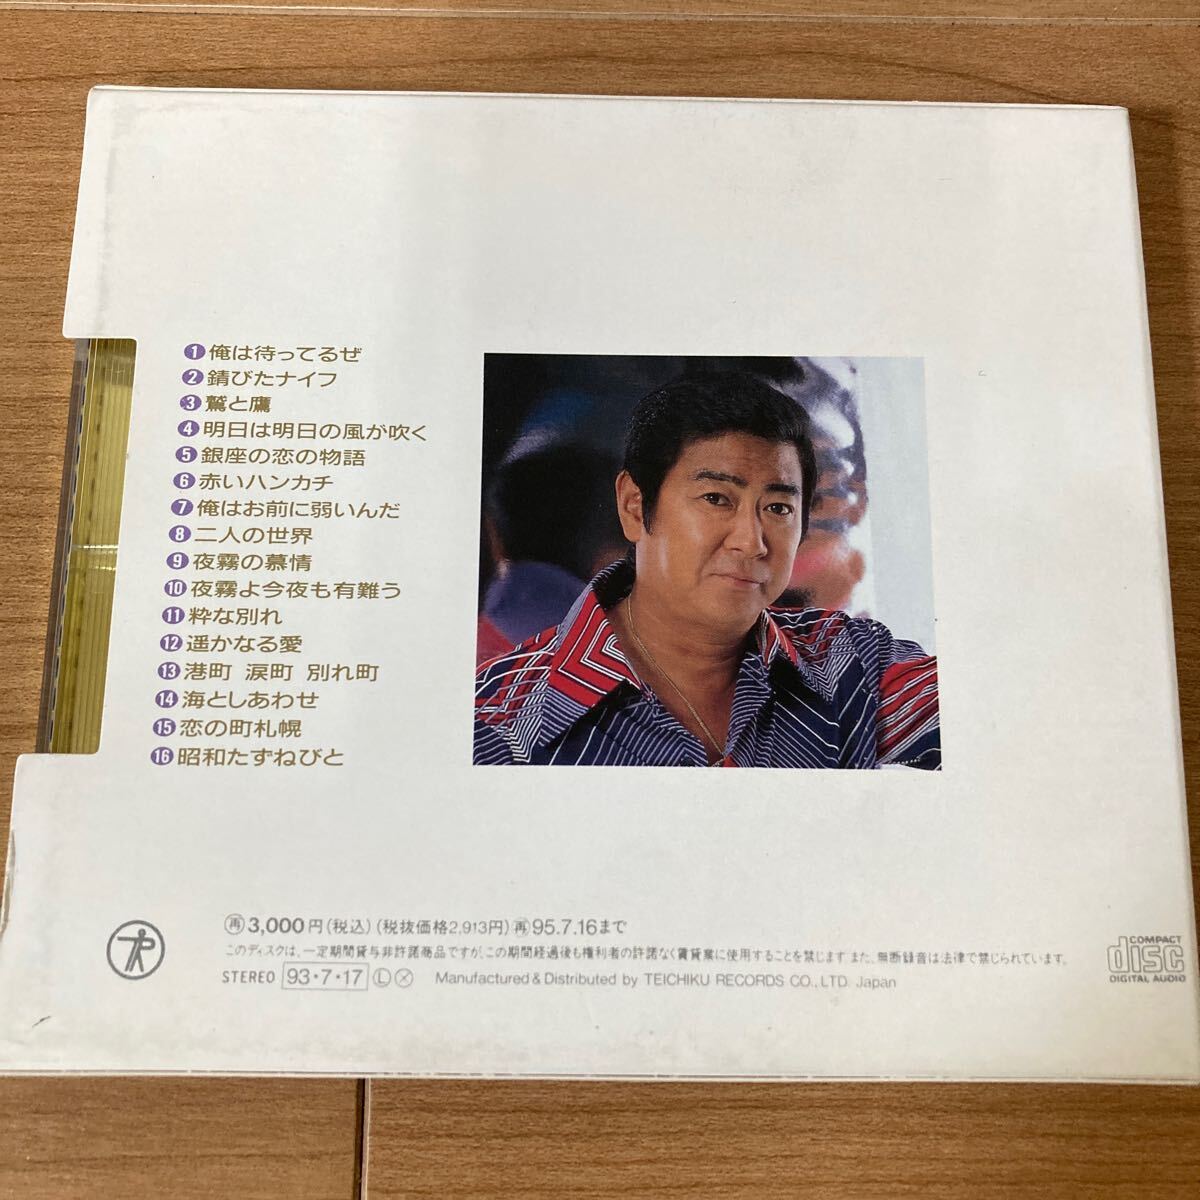 1 俺は待ってるぜ
2 錆びたナイフ
3 鷲と鷹
4 明日は明日の風が吹く
5 銀座の恋の物語
6 赤いハンカチ
7 俺はお前に弱いんだ
8 二人の世界
9 夜霧の慕情
10 夜霧よ今夜も有難う
11 粋な別れ
12 遥かなる愛
13 港町 涙町 別れ町
14 海としあわせ
15 恋の町札幌
16 昭和たずねびと
再 3,000円(税込)(税抜価格2,913円)再95.7.16まで
このディスクは、一定期間貸与非許諾商品ですが、この期間経過後も権利者の許諾なく賃貸業に使用することを禁じます また、無断録音は法律で禁じられています。
STEREO 93・7・17 L X Manufactured & Distributed by TEICHIKU RECORDS CO., LTD. Japan
COMPACT
disc
DIGITAL AUDIO